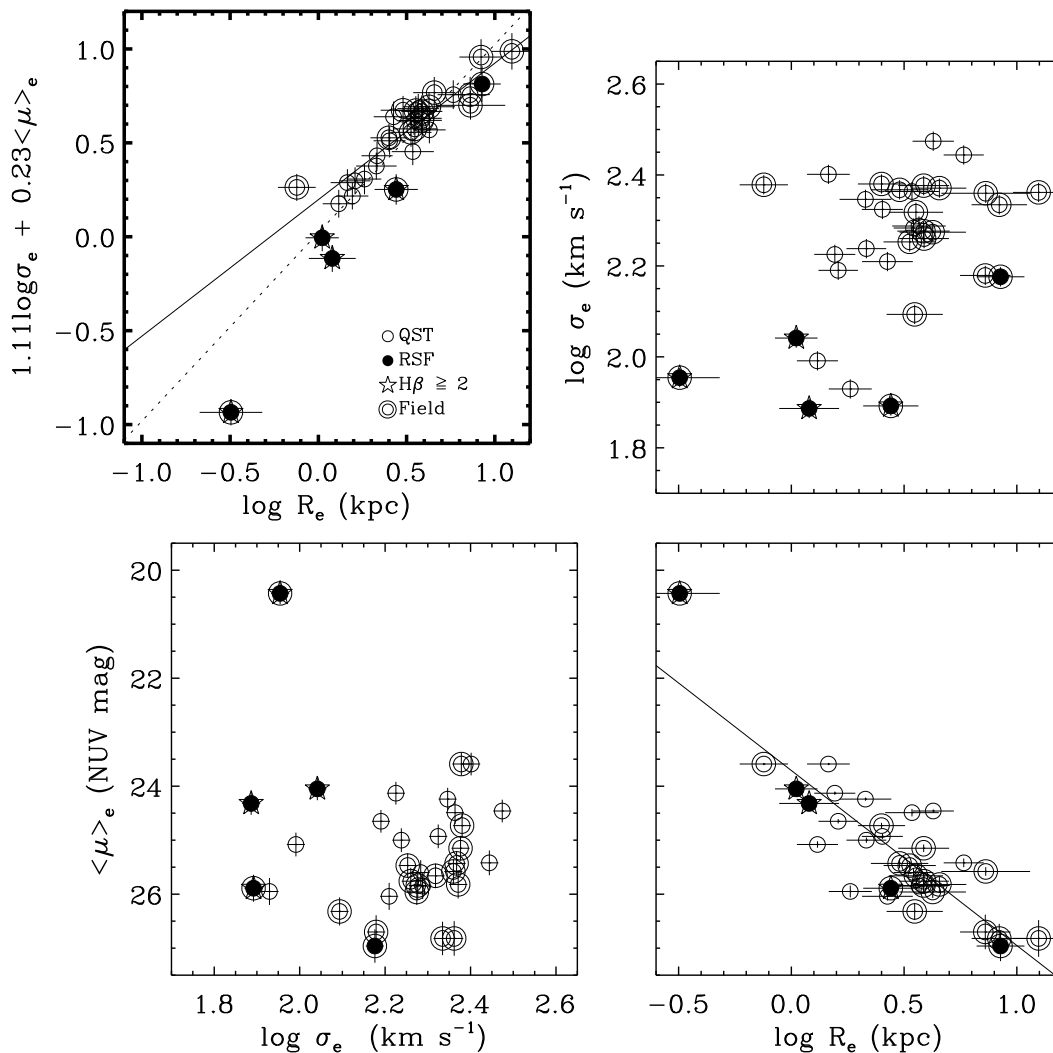 1.0
0.5
0.0
−0.5
−1.0
1.11logσe + 0.23<μ>e
QST
RSF
Hβ ≧ 2
Field
−1.0 −0.5 0.0 0.5 1.0
log Re (kpc)
2.6
2.4
2.2
2.0
1.8
log σe (km s−1)
20
22
24
26
<μ>e (NUV mag)
1.8 2.0 2.2 2.4 2.6
log σe (km s−1)
−0.5 0.0 0.5 1.0
log Re (kpc)